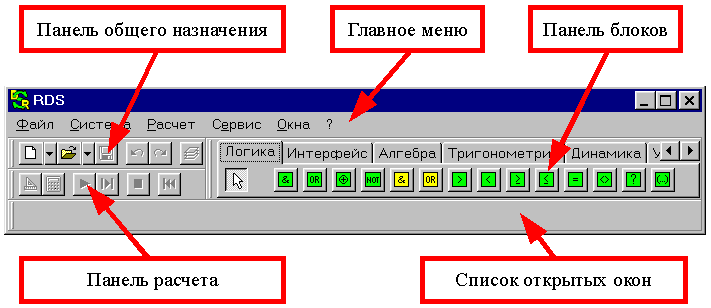 Панель общего назначения
Главное меню
Панель блоков
RDS
Файл Система Расчет Сервис Окна ?
Логика Интерфейс Алгебра Тригонометрия Динамика
& OR NOT & OR > < ≥ ≤ = <> ? (..)
Панель расчета
Список открытых окон